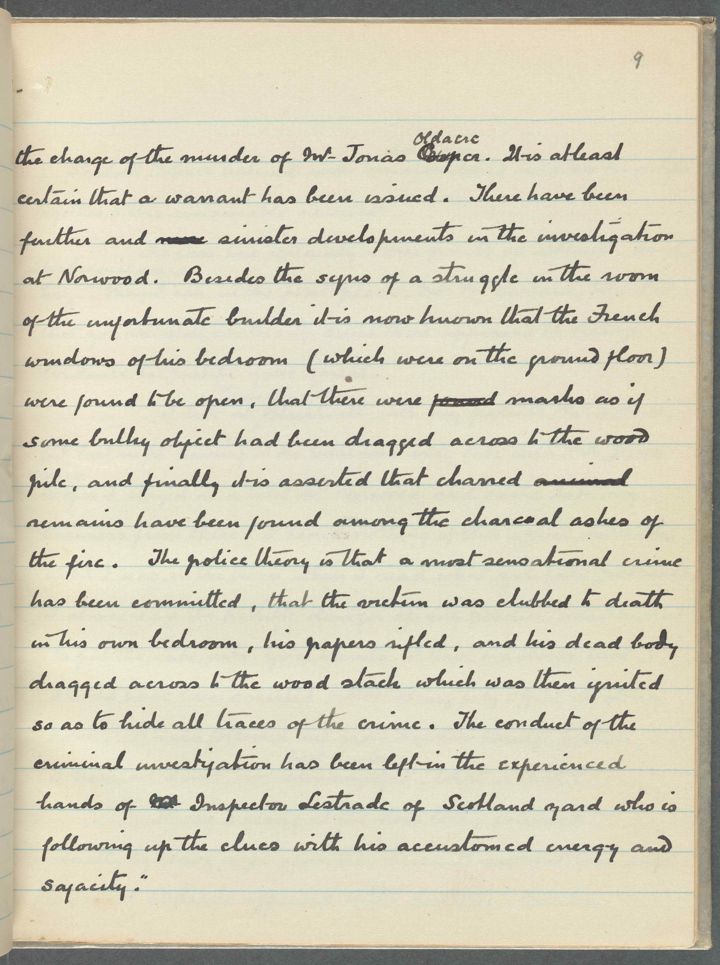 9
Oldacre
the charge of the murder of Mr Jonas Cooper. It is at least
certain that a warrant has been issued. There have been
further and more sinister developments in the investigation
at Norwood. Besides the signs of a struggle in the room
of the unfortunate builder it is now known that the French
windows of his bedroom (which were on the ground floor)
were found to be open, that there were found marks as if
some bulky object had been dragged across to the wood
pile, and finally it is asserted that charred animal
remains have been found among the charcoal ashes of
the fire. The police theory is that a most sensational crime
has been committed, that the victim was clubbed to death
in his own bedroom, his papers rifled, and his dead body
dragged across to the wood stack which was then ignited
so as to hide all traces of the crime. The conduct of the
criminal investigation has been left in the experienced
hands of Inspector Lestrade of Scotland yard who is
following up the clues with his accustomed energy and
sagacity."